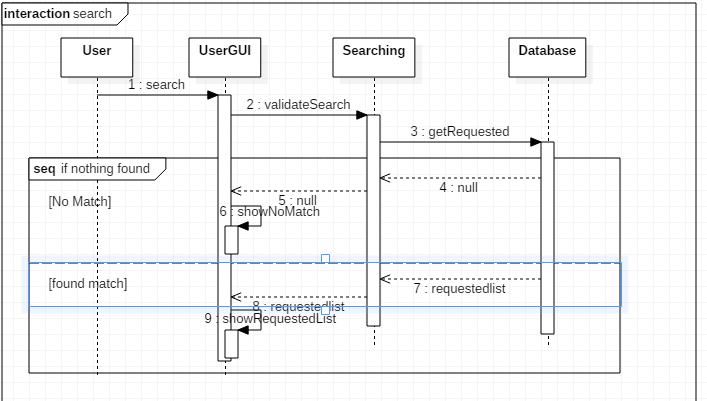 interaction search
User
UserGUI
Searching
Database
1 : search
2 : validateSearch
3 : getRequested
seq if nothing found
4 : null
5 : null
[No Match]
6 : showNoMatch
[found match]
7 : requestedlist
8 : requestedlist
9 : showRequestedList